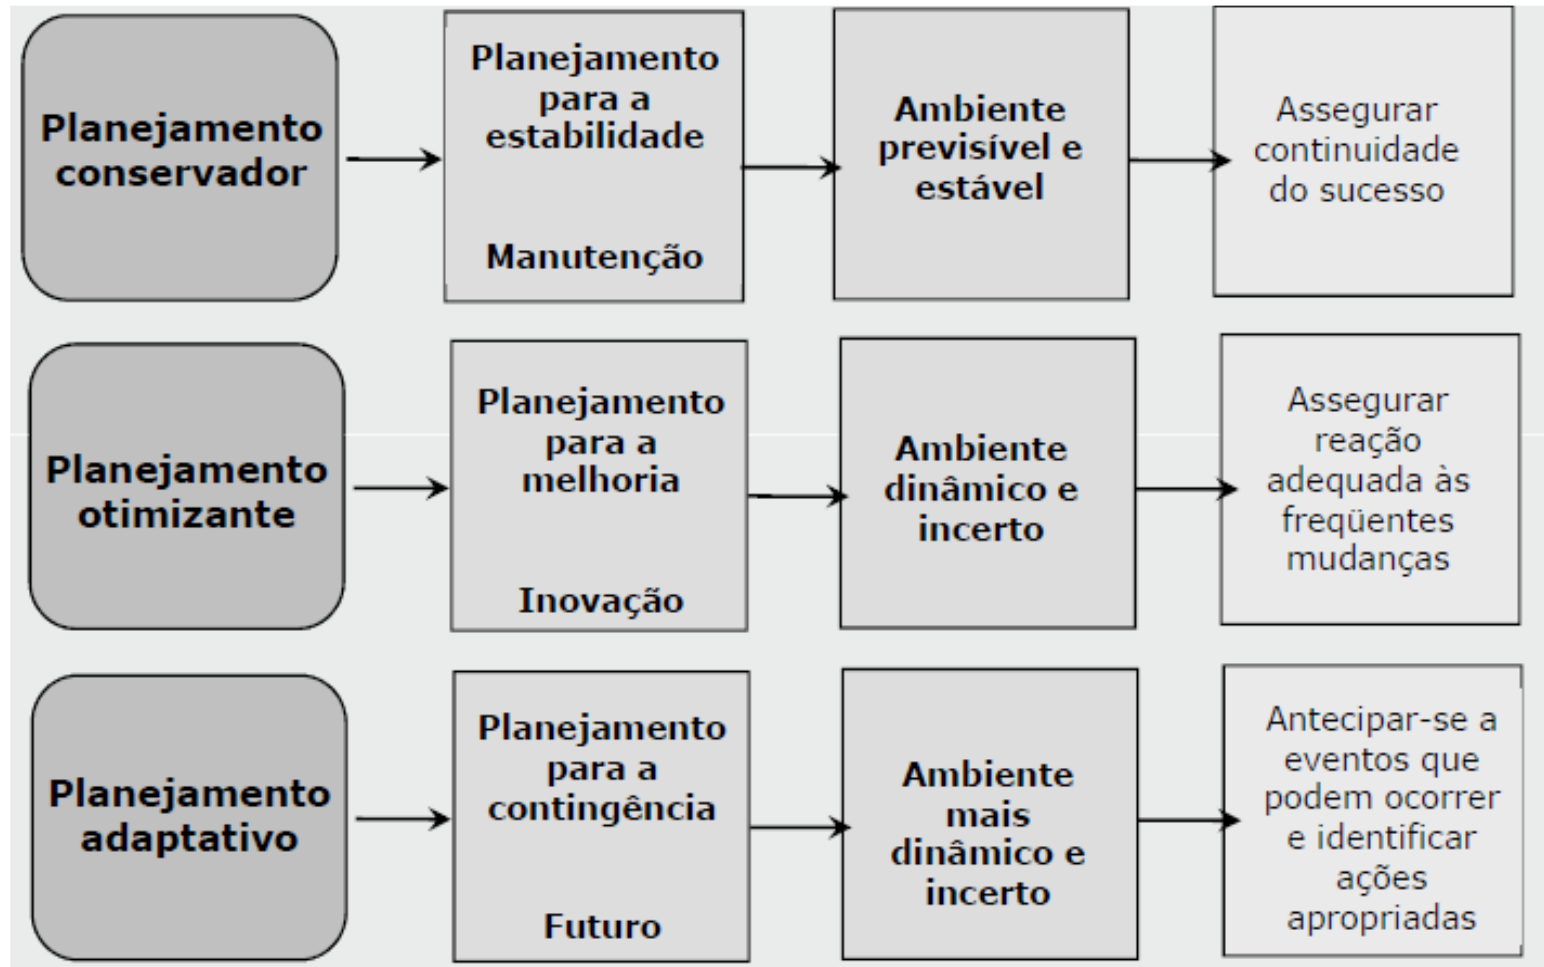 Planejamento
conservador
Planejamento
para a
estabilidade
Manutenção
Ambiente
previsível e
estável
Assegurar
continuidade
do sucesso
Planejamento
otimizante
Planejamento
para a
melhoria
Inovação
Ambiente
dinâmico e
incerto
Assegurar
reação
adequada às
freqüentes
mudanças
Planejamento
adaptativo
Planejamento
para a
contingência
Futuro
Ambiente
mais
dinâmico e
incerto
Antecipar-se a
eventos que
podem ocorrer
e identificar
ações
apropriadas